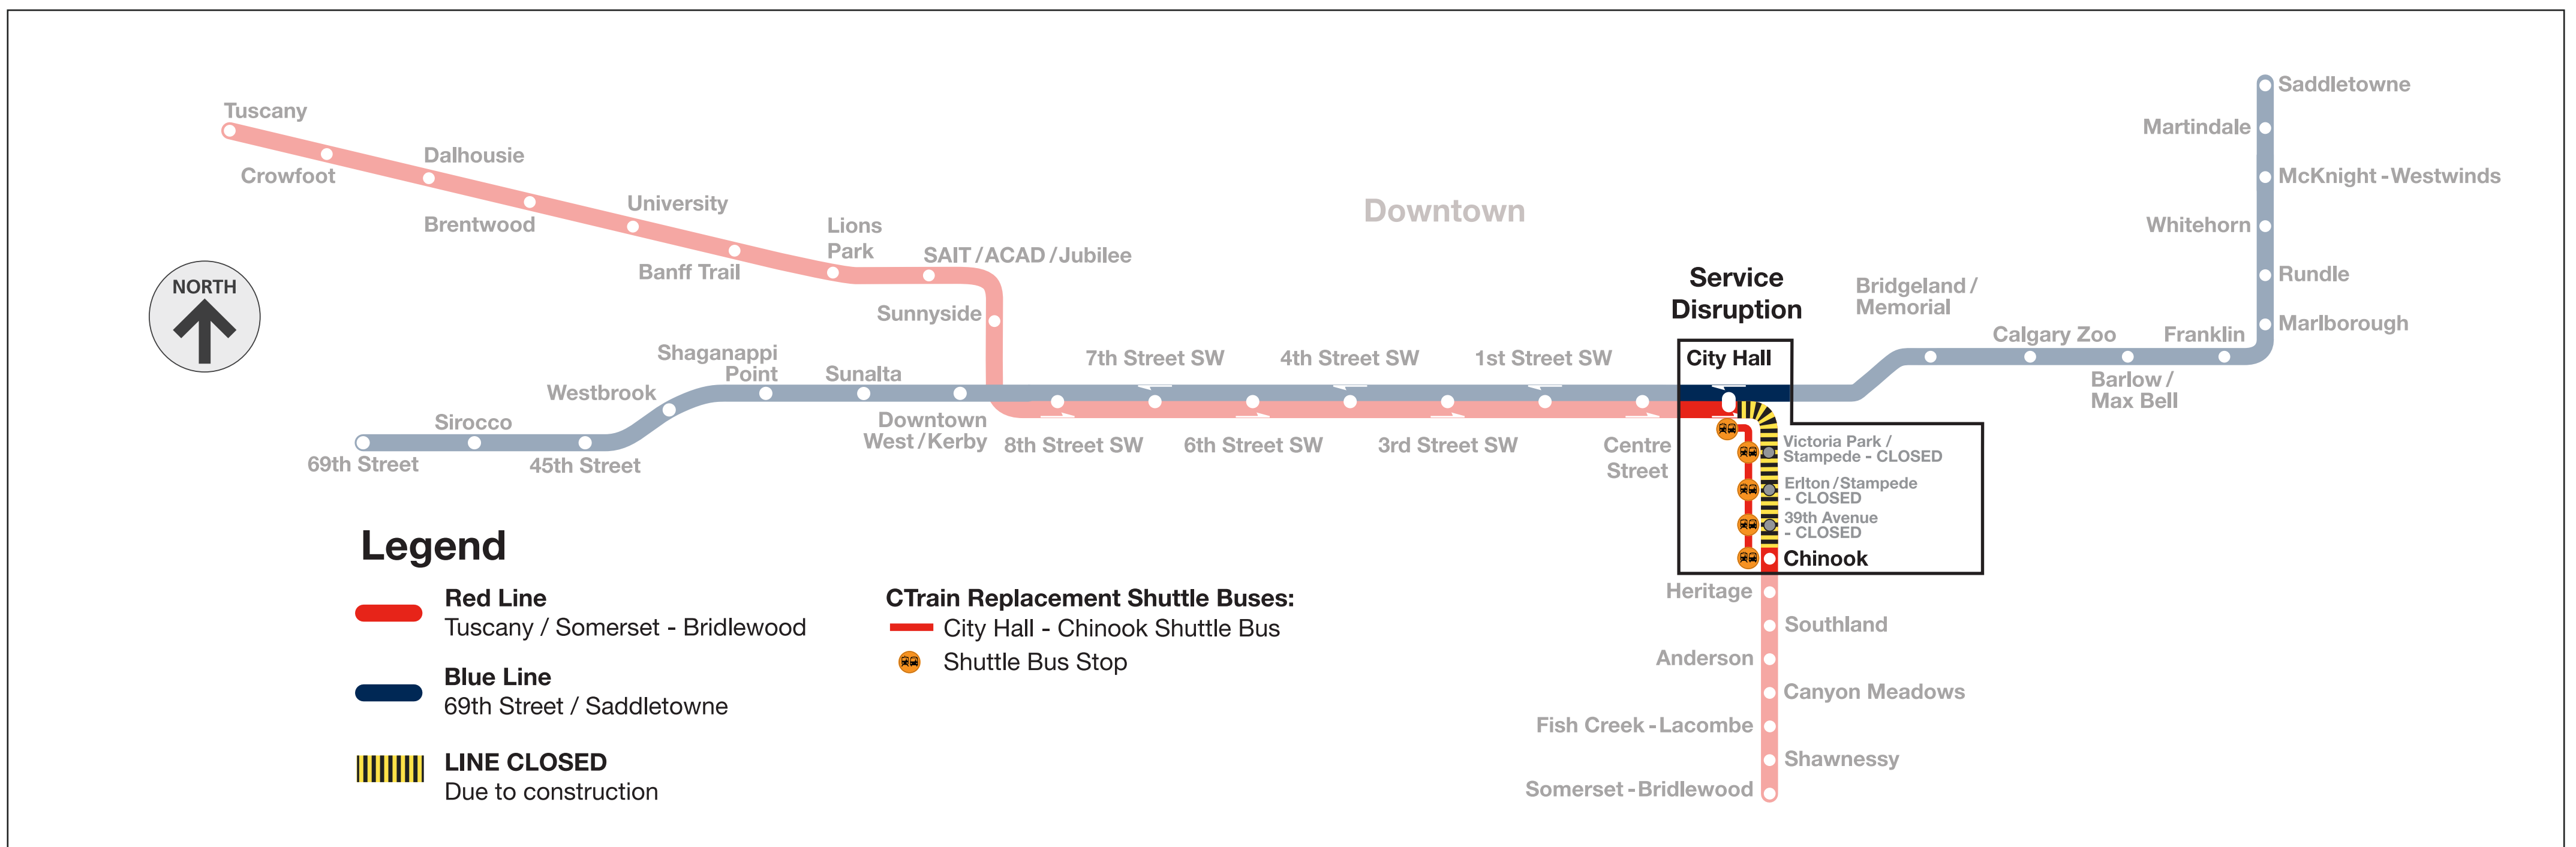 Tuscany
Crowfoot
Dalhousie
Brentwood
University
Banff Trail
Lions
Park
SAIT / ACAD / Jubilee
Sunnyside
NORTH
Downtown
Service
Disruption
City Hall
Bridgeland /
Memorial
Calgary Zoo
Barlow /
Max Bell
Franklin
Saddletowne
Martindale
McKnight - Westwinds
Whitehorn
Rundle
Marlborough
69th Street
Sirocco
45th Street
Westbrook
Shaganappi
Point
Sunalta
Downtown
West / Kerby
8th Street SW
7th Street SW
6th Street SW
4th Street SW
3rd Street SW
1st Street SW
Centre
Street
Victoria Park /
Stampede - CLOSED
Erlton / Stampede
- CLOSED
39th Avenue
- CLOSED
Chinook
Heritage
Southland
Anderson
Canyon Meadows
Fish Creek - Lacombe
Shawnessy
Somerset - Bridlewood
Legend
Red Line
Tuscany / Somerset - Bridlewood
Blue Line
69th Street / Saddletowne
LINE CLOSED
Due to construction
CTrain Replacement Shuttle Buses:
City Hall - Chinook Shuttle Bus
Shuttle Bus Stop